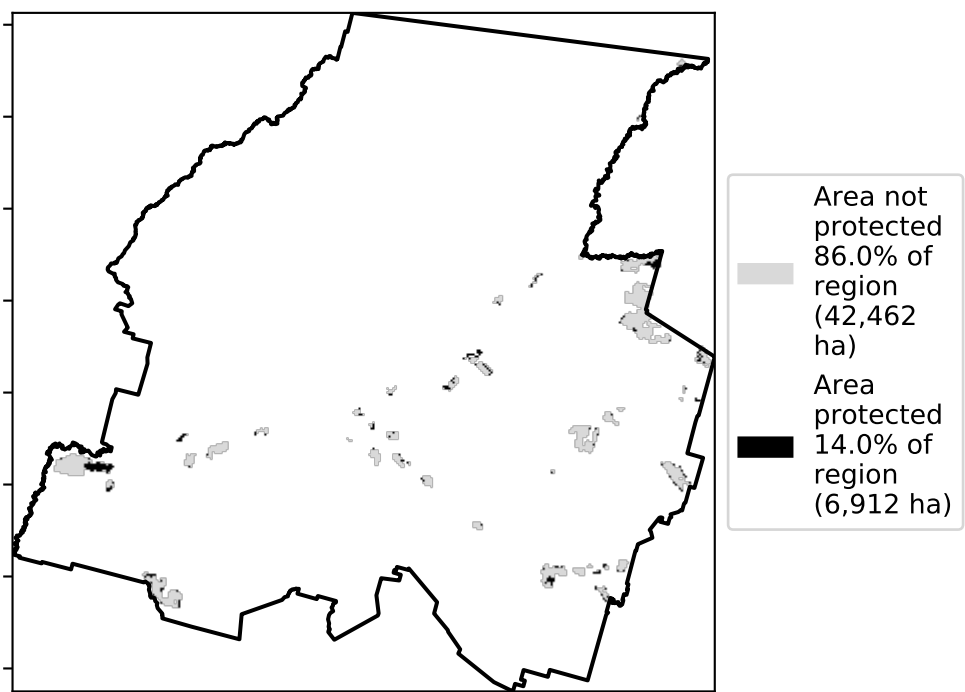 Area not
protected
86.0% of
region
(42,462
ha)
Area
protected
14.0% of
region
(6,912 ha)